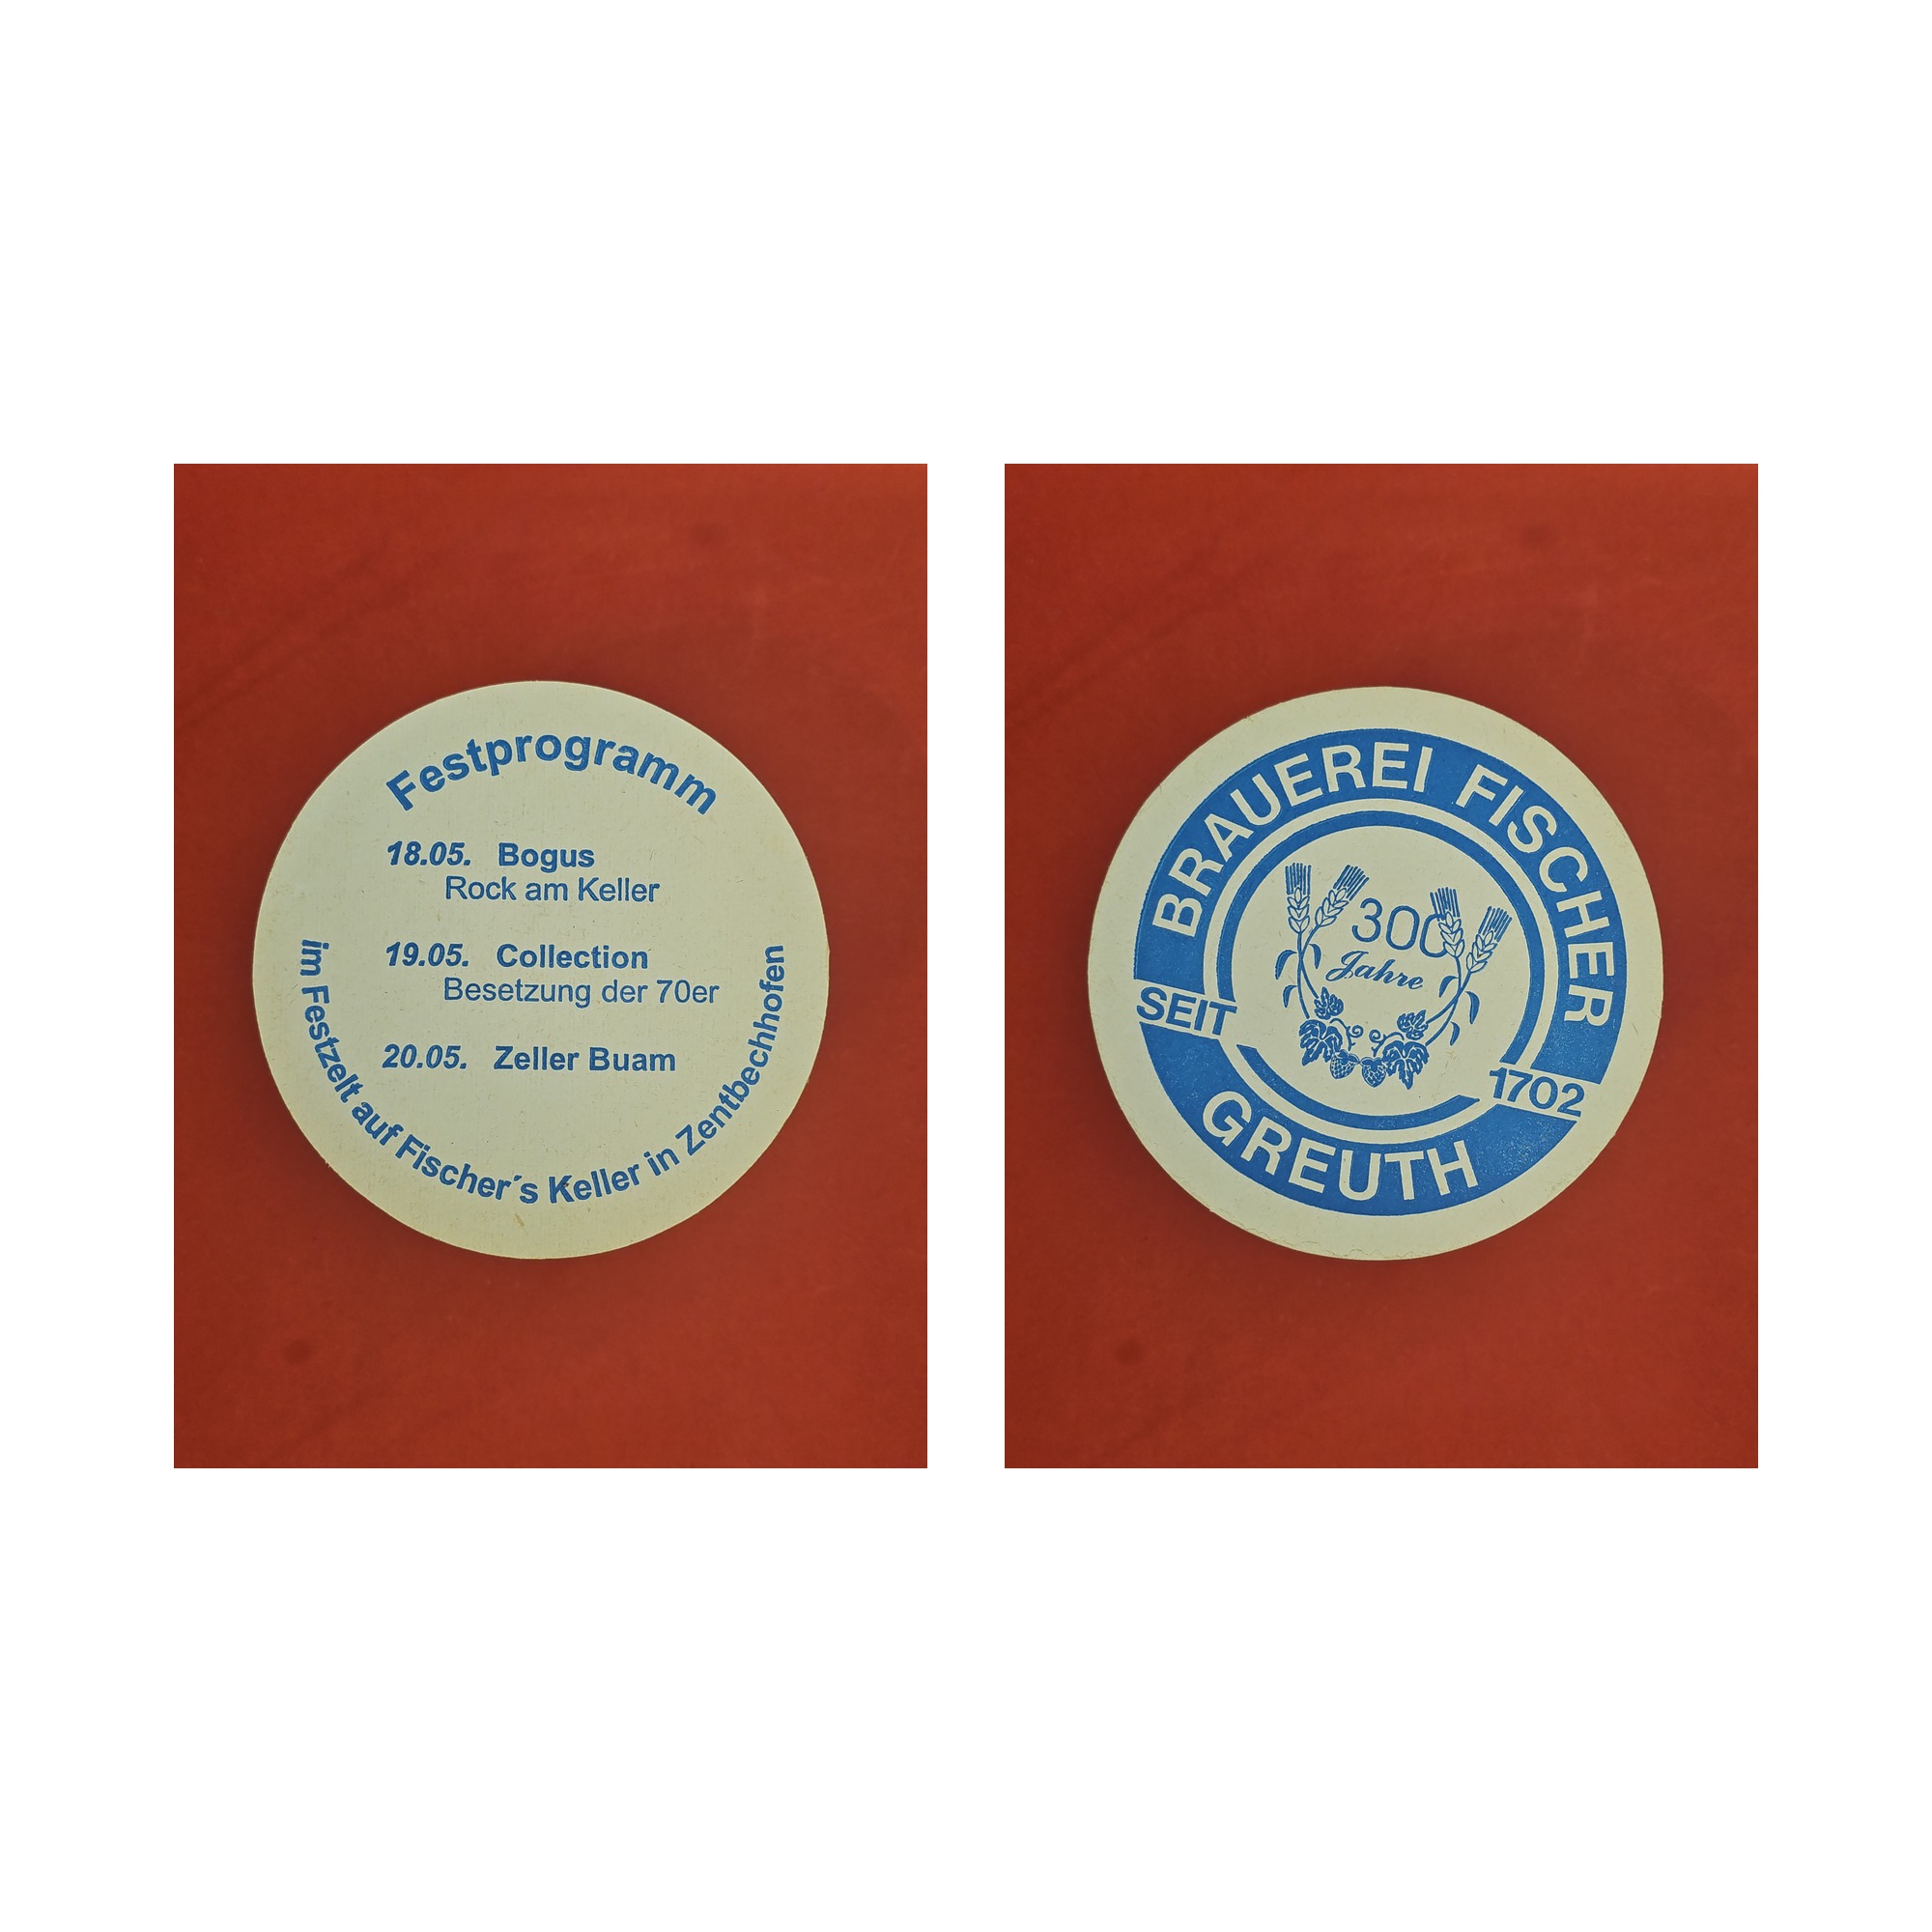 Festprogramm
18.05. Bogus
Rock am Keller
19.05. Collection
Besetzung der 70er
20.05. Zeller Buam
im Festzelt auf Fischer´s Keller in Zentbechhofen
BRAUEREI FISCHER
300
Jahre
SEIT 1702
GREUTH